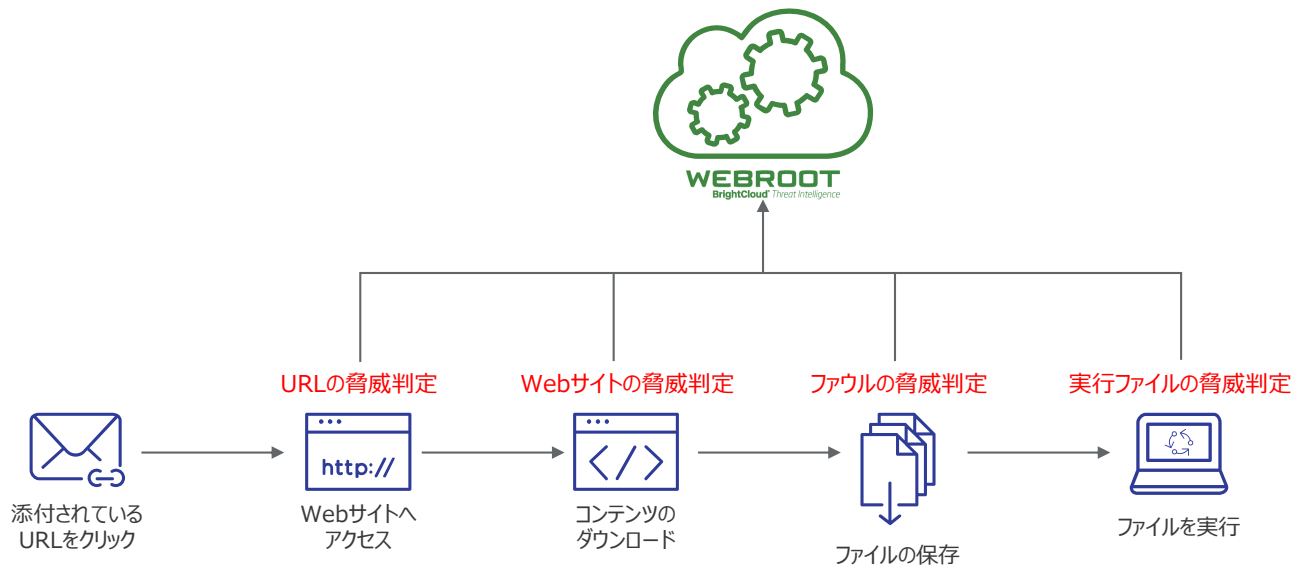 WEBROOT
BrightCloud® Threat Intelligence
URLの脅威判定
Webサイトの脅威判定
ファウルの脅威判定
実行ファイルの脅威判定
http://
</>
添付されている
URLをクリック
Webサイトへ
アクセス
コンテンツの
ダウンロード
ファイルの保存
ファイルを実行